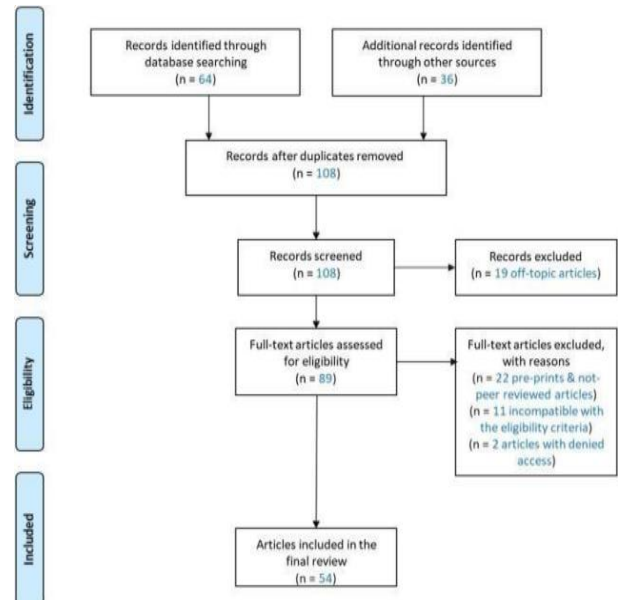 Identification
Records identified through
database searching
(n = 64)
Additional records identified
through other sources
(n = 36)
Records after duplicates removed
(n = 108)
Screening
Records screened
(n = 108)
Records excluded
(n = 19 off-topic articles)
Eligibility
Full-text articles assessed
for eligibility
(n = 89)
Full-text articles excluded,
with reasons
(n = 22 pre-prints & not-
peer reviewed articles)
(n = 11 incompatible with
the eligibility criteria)
(n = 2 articles with denied
access)
Included
Articles included in the
final review
(n = 54)